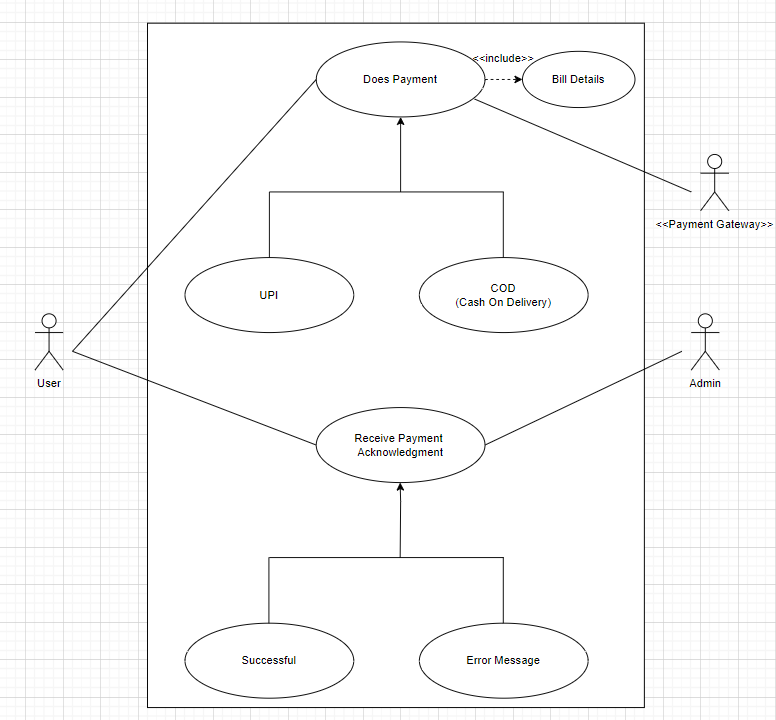 <<include>>
Does Payment
Bill Details
<<Payment Gateway>>
UPI
COD
(Cash On Delivery)
User
Admin
Receive Payment
Acknowledgment
Successful
Error Message